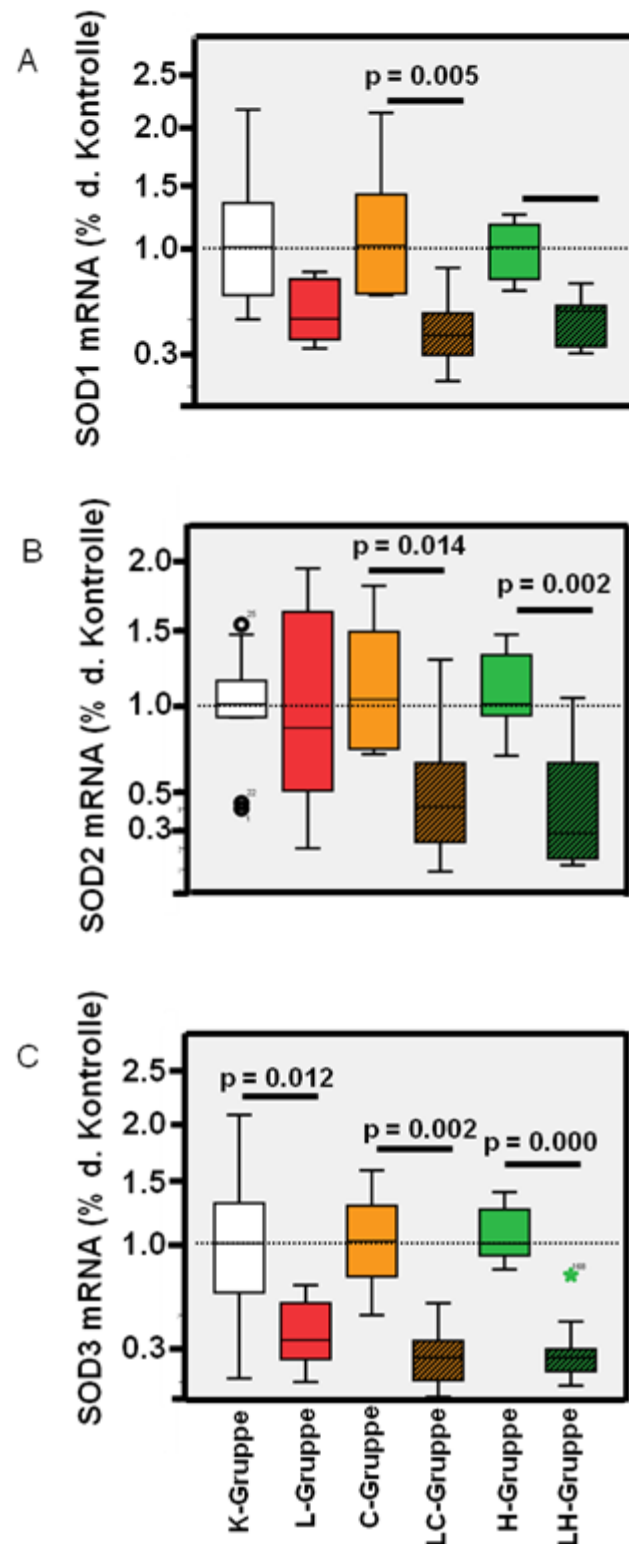 A
SOD1 mRNA (% d. Kontrolle)
2.5
2.0
1.5
1.0
0.3
p = 0.005
B
SOD2 mRNA (% d. Kontrolle)
2.0
1.5
1.0
0.5
0.3
p = 0.014
p = 0.002
25
22
1
C
SOD3 mRNA (% d. Kontrolle)
2.5
2.0
1.5
1.0
0.3
p = 0.012
p = 0.002
p = 0.000
K-Gruppe
L-Gruppe
C-Gruppe
LC-Gruppe
H-Gruppe
LH-Gruppe